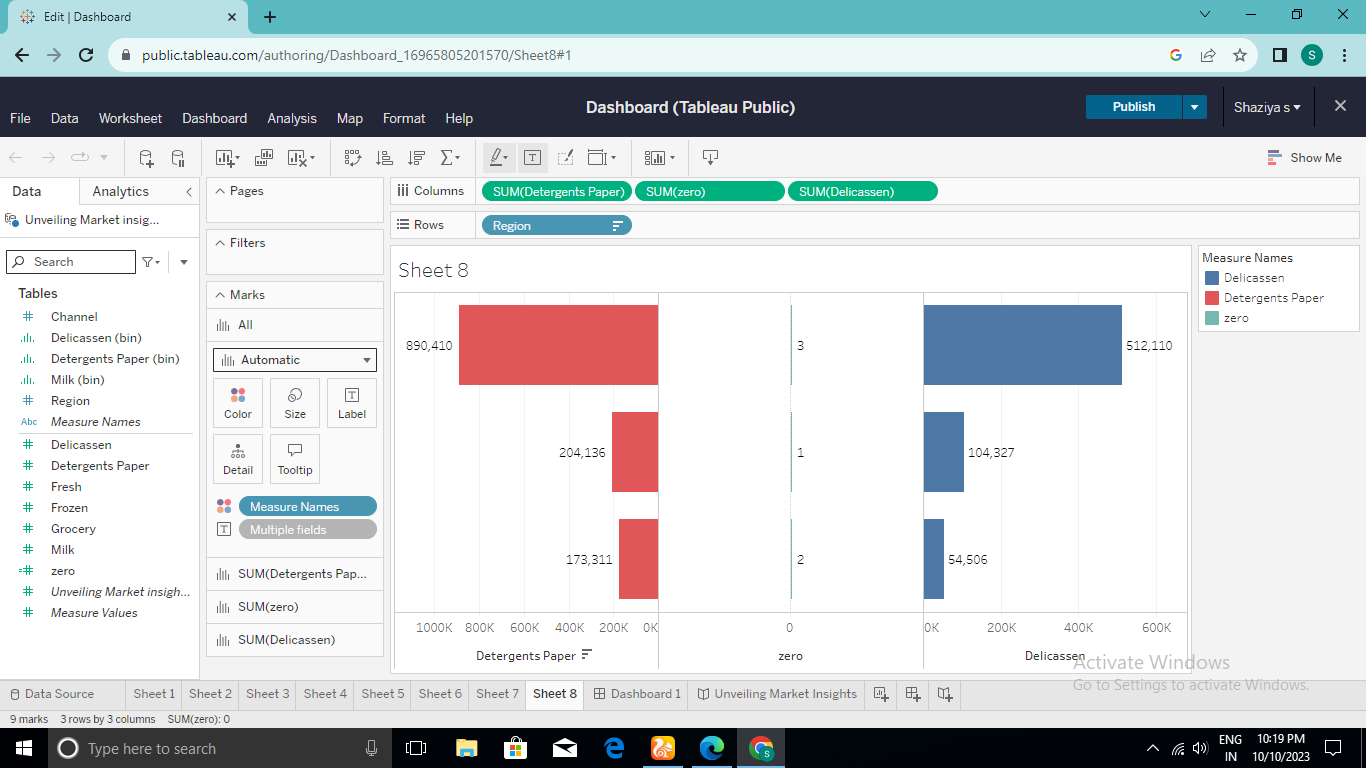 Edit | Dashboard
public.tableau.com/authoring/Dashboard_16965805201570/Sheet8#1
S
Dashboard (Tableau Public)
Publish
Shaziya s
File Data Worksheet Dashboard Analysis Map Format Help
Show Me
Data Analytics
Unveiling Market insig...
Search
Tables
Channel
Delicassen (bin)
Detergents Paper (bin)
Milk (bin)
Region
Abc Measure Names
Delicassen
Detergents Paper
Fresh
Frozen
Grocery
Milk
zero
Unveiling Market insigh...
Measure Values
Pages
Filters
Marks
All
Automatic
Color Size Label
Detail Tooltip
Measure Names
Multiple fields
SUM(Detergents Pap...
SUM(zero)
SUM(Delicassen)
Columns SUM(Detergents Paper) SUM(zero) SUM(Delicassen)
Rows Region
Sheet 8
890,410 3 512,110
204,136 1 104,327
173,311 2 54,506
1000K 800K 600K 400K 200K 0K 0 0K 200K 400K 600K
Detergents Paper zero Delicassen
Measure Names
Delicassen
Detergents Paper
zero
Activate Windows
Go to Settings to activate Windows.
Data Source Sheet 1 Sheet 2 Sheet 3 Sheet 4 Sheet 5 Sheet 6 Sheet 7 Sheet 8 Dashboard 1 Unveiling Market Insights
9 marks 3 rows by 3 columns SUM(zero): 0
Type here to search
ENG
IN
10:19 PM
10/10/2023